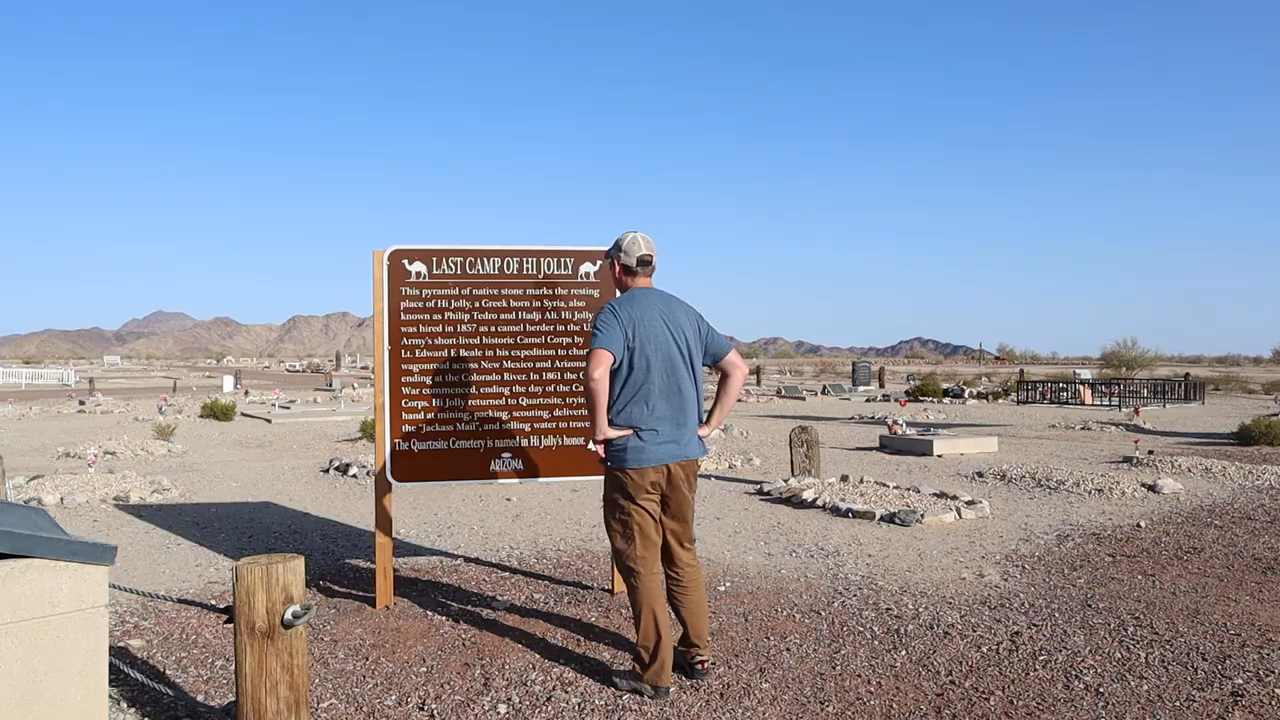 LAST CAMP OF HI JOLLY
This pyramid of native stone marks the resting
place of Hi Jolly, a Greek born in Syria, also
known as Philip Tedro and Hadji Ali. Hi Jolly
was hired in 1857 as a camel herder in the U.
Army's short-lived historic Camel Corps by
Lt. Edward F. Beale in his expedition to char
wagonroad across New Mexico and Arizona
ending at the Colorado River. In 1861 the C
War commenced, ending the day of the Ca
Corps. Hi Jolly returned to Quartzsite, tryin
hand at mining, packing, scouting, deliverin
the "Jackass Mail", and selling water to trave
The Quartzsite Cemetery is named in Hi Jolly's honor.
ARIZONA